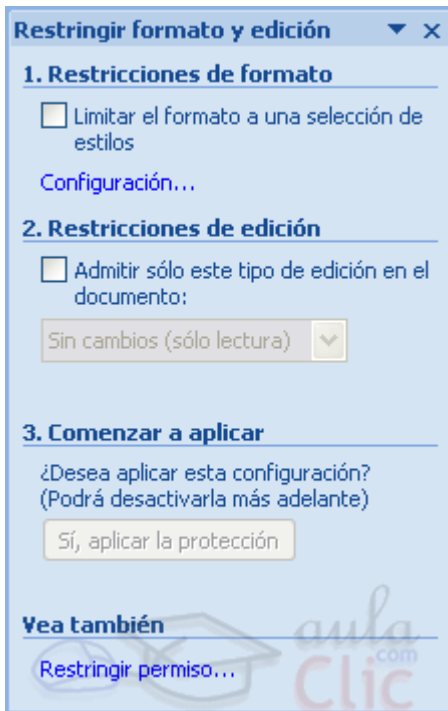 Restringir formato y edición
1. Restricciones de formato
Limitar el formato a una selección de
estilos
Configuración...
2. Restricciones de edición
Admitir sólo este tipo de edición en el
documento:
Sin cambios (sólo lectura)
3. Comenzar a aplicar
¿Desea aplicar esta configuración?
(Podrá desactivarla más adelante)
Sí, aplicar la protección
Vea también
Restringir permiso...
aula
.com
Clic